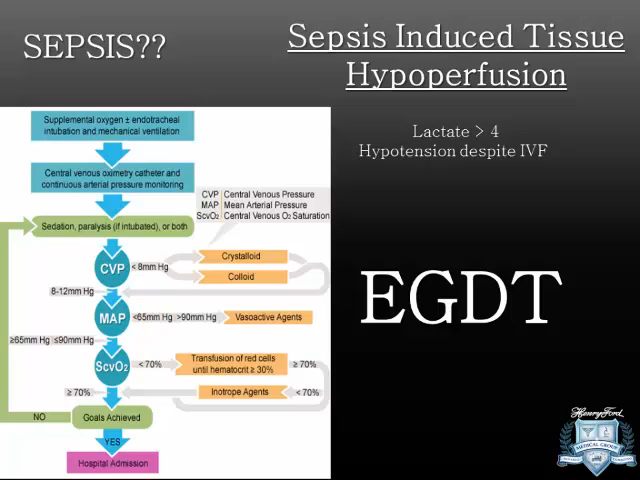 SEPSIS??
Sepsis Induced Tissue
Hypoperfusion
Lactate > 4
Hypotension despite IVF
EGDT
Supplemental oxygen ± endotracheal
intubation and mechanical ventilation
Central venous oximetry catheter and
continuous arterial pressure monitoring
CVP Central Venous Pressure
MAP Mean Arterial Pressure
ScvO₂ Central Venous O₂ Saturation
Sedation, paralysis (if intubated), or both
CVP
< 8mm Hg
Crystalloid
Colloid
8-12mm Hg
MAP
<65mm Hg >90mm Hg
Vasoactive Agents
≥65mm Hg ≤90mm Hg
ScvO₂
< 70%
Transfusion of red cells
until hematocrit ≥ 30%
≥ 70%
≥ 70%
Inotrope Agents
< 70%
NO
Goals Achieved
YES
Hospital Admission
Henry Ford
MEDICAL GROUP